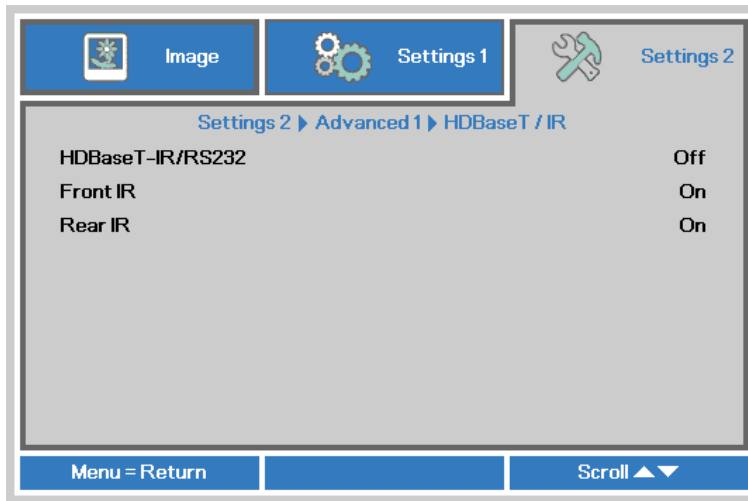 Image
Settings 1
Settings 2
Settings 2 ▶ Advanced 1 ▶ HDBaseT / IR
HDBaseT-IR/RS232 Off
Front IR On
Rear IR On
Menu = Return
Scroll ▲▼